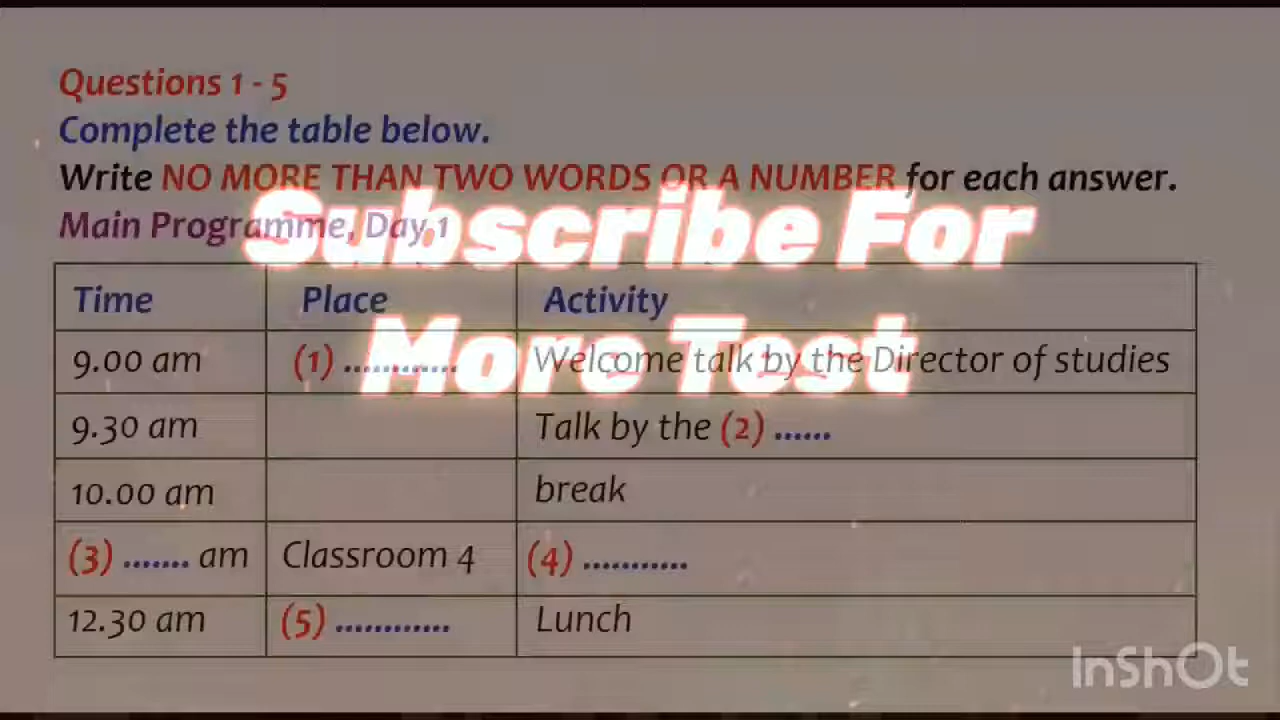 Questions 1 - 5
Complete the table below.
Write NO MORE THAN TWO WORDS OR A NUMBER for each answer.
Main Programme, Day 1
Subscribe For
More Test
Time Place Activity
9.00 am (1) ............ Welcome talk by the Director of studies
9.30 am Talk by the (2) ......
10.00 am break
(3) ....... am Classroom 4 (4) ...........
12.30 am (5) ............ Lunch
InShOt